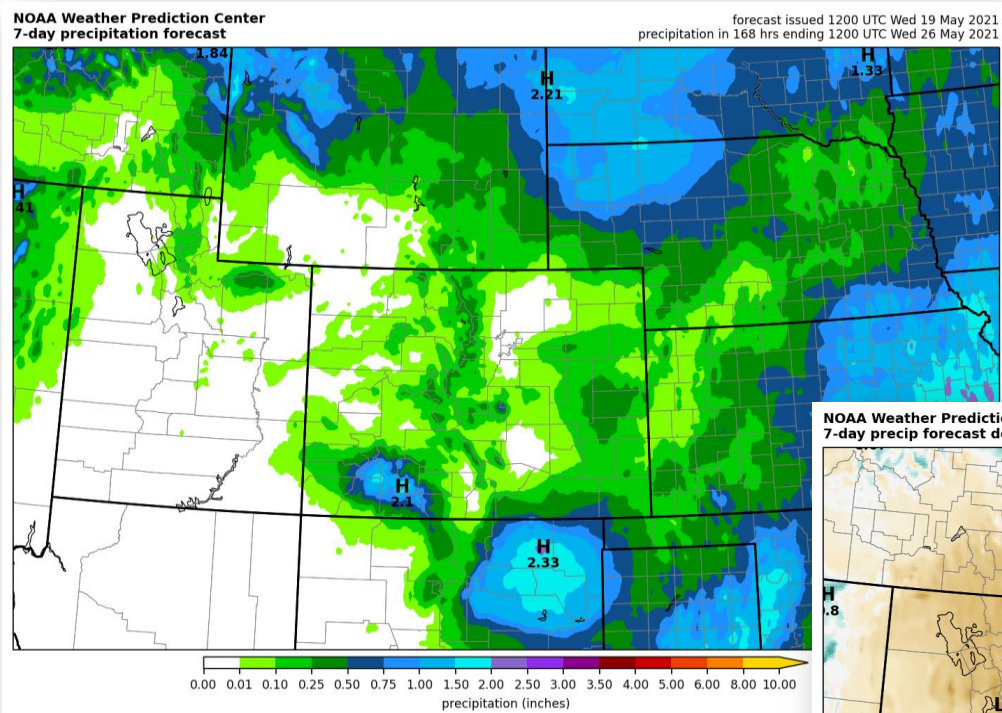 NOAA Weather Prediction Center
7-day precipitation forecast
forecast issued 1200 UTC Wed 19 May 2021
precipitation in 168 hrs ending 1200 UTC Wed 26 May 2021
1.84
H
2.21
H
1.33
H
41
H
2.1
H
2.33
NOAA Weather Predictio
7-day precip forecast d
H
.8
L
0.00 0.01 0.10 0.25 0.50 0.75 1.00 1.50 2.00 2.50 3.00 3.50 4.00 5.00 6.00 8.00 10.00
precipitation (inches)